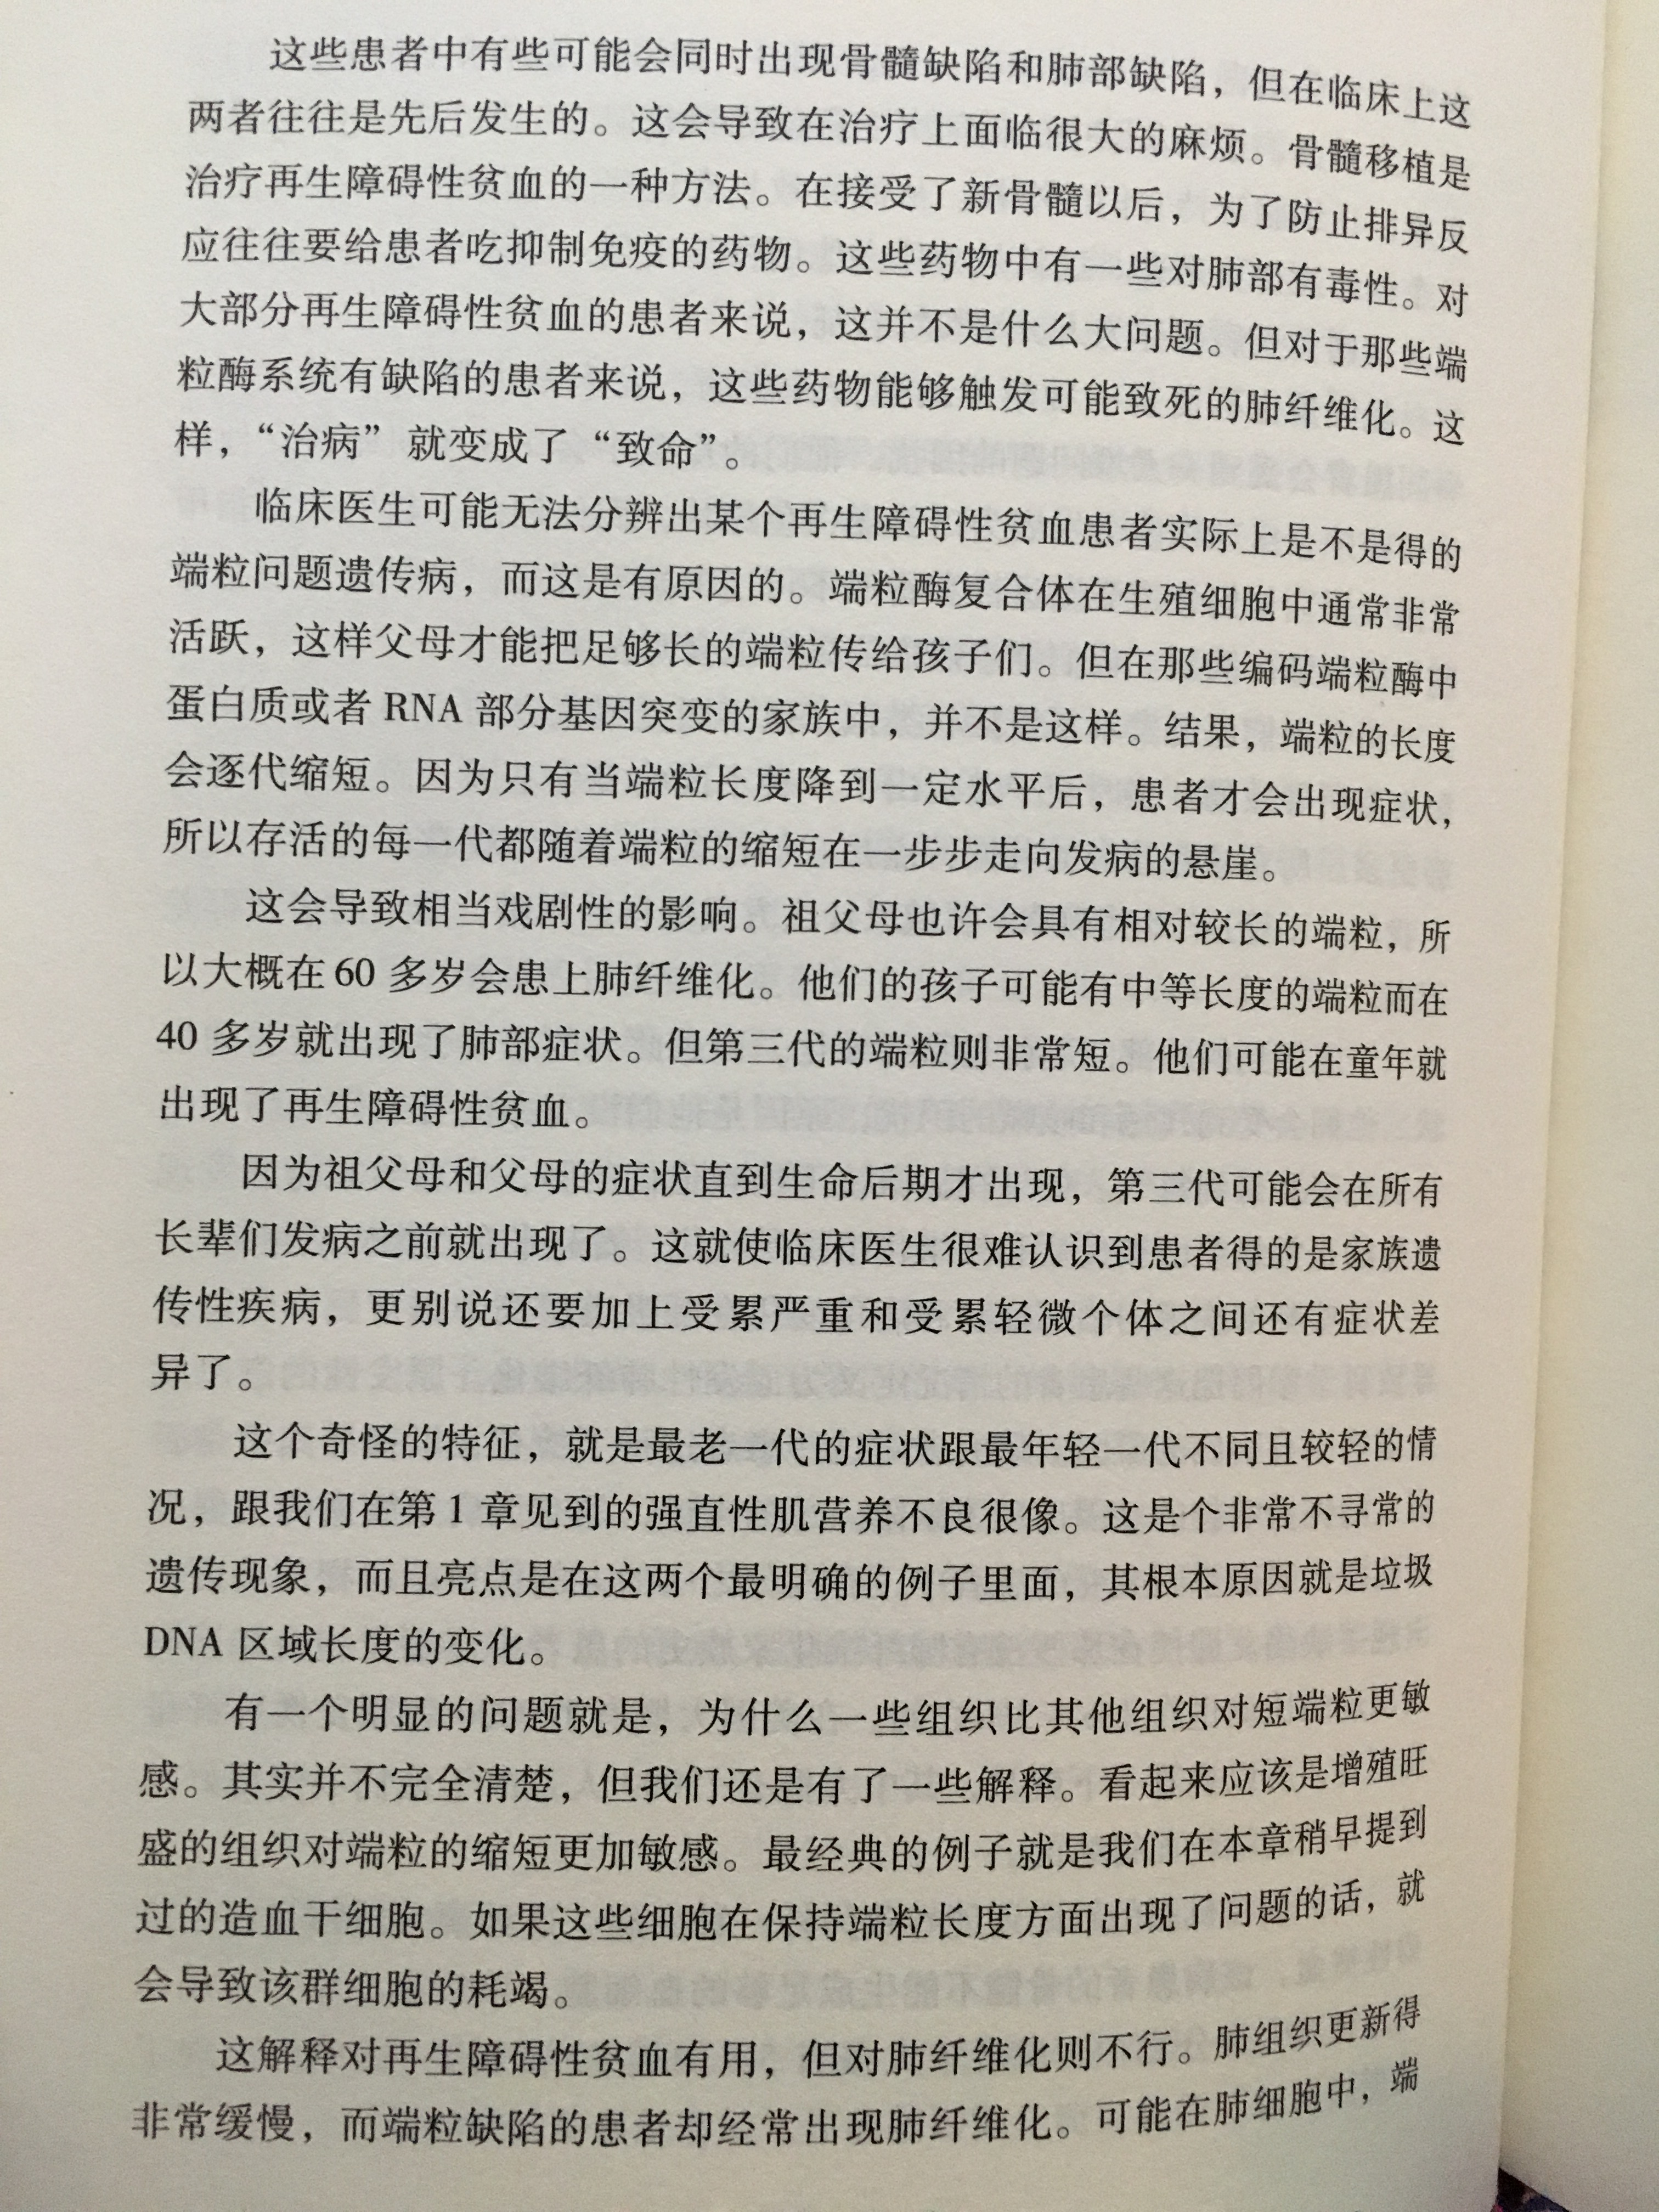 这些患者中有些可能会同时出现骨髓缺陷和肺部缺陷，但在临床上这
两者往往是先后发生的。这会导致在治疗上面临很大的麻烦。骨髓移植是
治疗再生障碍性贫血的一种方法。在接受了新骨髓以后，为了防止排异反
应往往要给患者吃抑制免疫的药物。这些药物中有一些对肺部有毒性。对
大部分再生障碍性贫血的患者来说，这并不是什么大问题。但对于那些端
粒酶系统有缺陷的患者来说，这些药物能够触发可能致死的肺纤维化。这
样，“治病”就变成了“致命”。
临床医生可能无法分辨出某个再生障碍性贫血患者实际上是不是得的
端粒问题遗传病，而这是有原因的。端粒酶复合体在生殖细胞中通常非常
活跃，这样父母才能把足够长的端粒传给孩子们。但在那些编码端粒酶中
蛋白质或者 RNA 部分基因突变的家族中，并不是这样。结果，端粒的长度
会逐代缩短。因为只有当端粒长度降到一定水平后，患者才会出现症状，
所以存活的每一代都随着端粒的缩短在一步步走向发病的悬崖。
这会导致相当戏剧性的影响。祖父母也许会具有相对较长的端粒，所
以大概在 60 多岁会患上肺纤维化。他们的孩子可能有中等长度的端粒而在
40 多岁就出现了肺部症状。但第三代的端粒则非常短。他们可能在童年就
出现了再生障碍性贫血。
因为祖父母和父母的症状直到生命后期才出现，第三代可能会在所有
长辈们发病之前就出现了。这就使临床医生很难认识到患者得的是家族遗
传性疾病，更别说还要加上受累严重和受累轻微个体之间还有症状差
异了。
这个奇怪的特征，就是最老一代的症状跟最年轻一代不同且较轻的情
况，跟我们在第 1 章见到的强直性肌营养不良很像。这是个非常不寻常的
遗传现象，而且亮点是在这两个最明确的例子里面，其根本原因就是垃圾
DNA 区域长度的变化。
有一个明显的问题就是，为什么一些组织比其他组织对短端粒更敏
感。其实并不完全清楚，但我们还是有了一些解释。看起来应该是增殖旺
盛的组织对端粒的缩短更加敏感。最经典的例子就是我们在本章稍早提到
过的造血干细胞。如果这些细胞在保持端粒长度方面出现了问题的话，就
会导致该群细胞的耗竭。
这解释对再生障碍性贫血有用，但对肺纤维化则不行。肺组织更新得
非常缓慢，而端粒缺陷的患者却经常出现肺纤维化。可能在肺细胞中，端